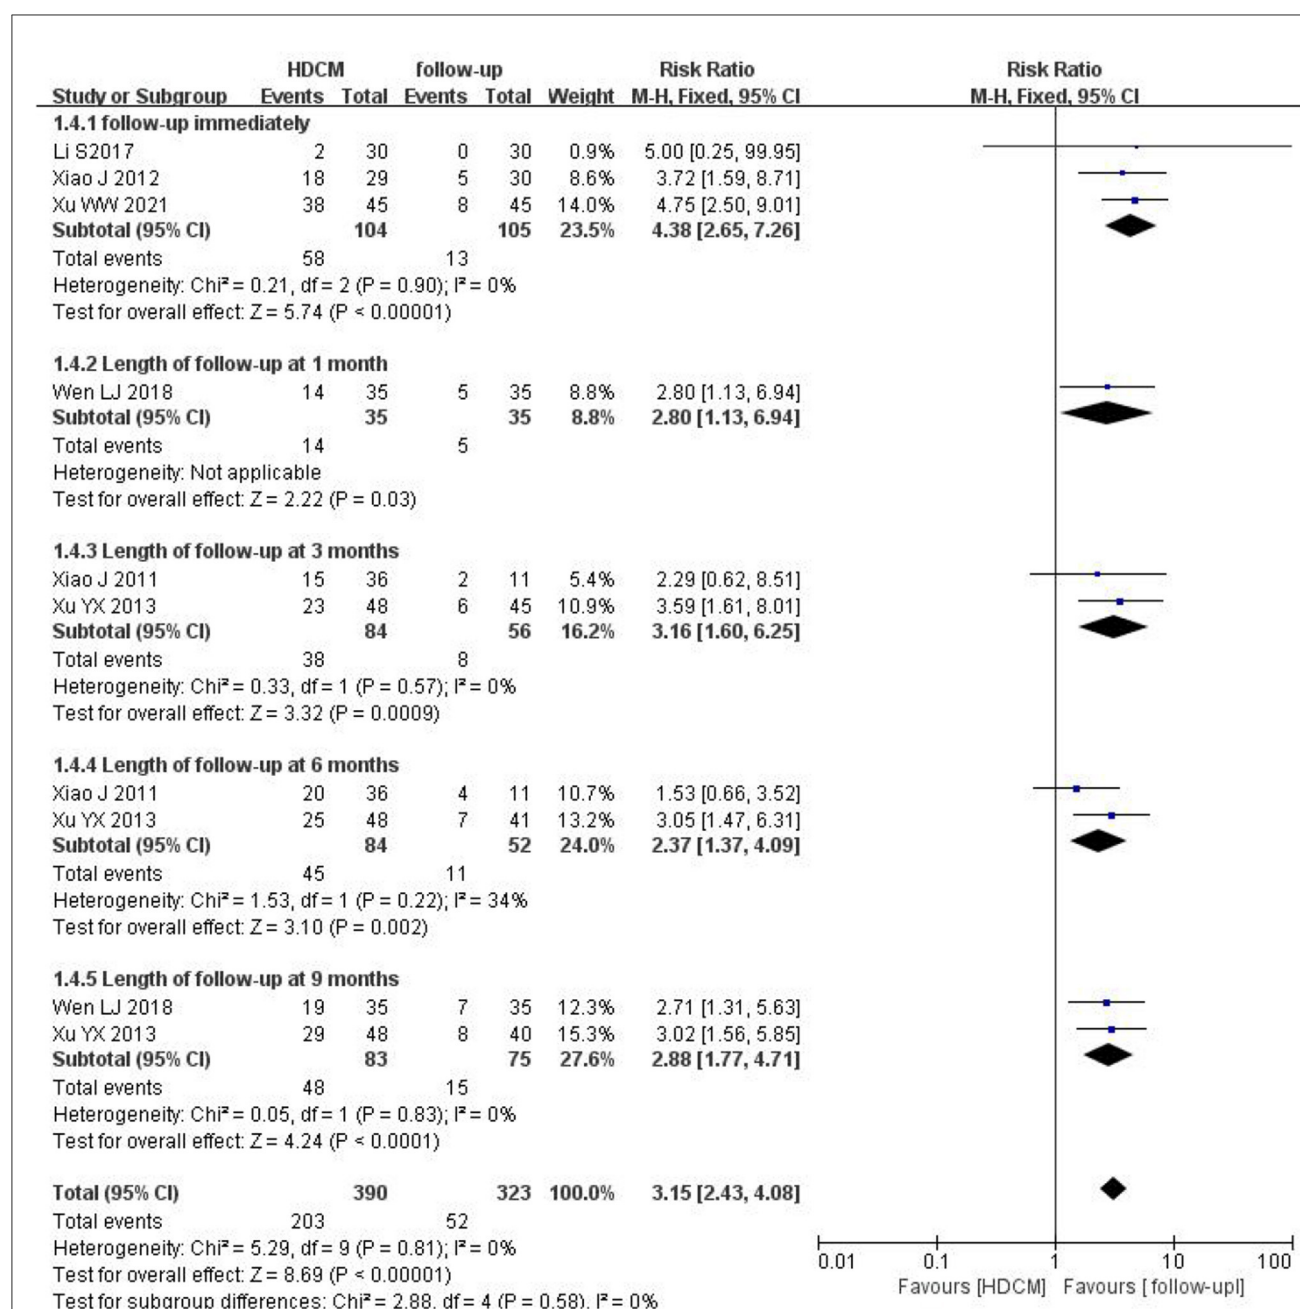 HDCM follow-up Risk Ratio Risk Ratio
Study or Subgroup Events Total Events Total Weight M-H, Fixed, 95% CI M-H, Fixed, 95% CI
1.4.1 follow-up immediately
Li S2017 2 30 0 30 0.9% 5.00 [0.25, 99.95]
Xiao J 2012 18 29 5 30 8.6% 3.72 [1.59, 8.71]
Xu WW 2021 38 45 8 45 14.0% 4.75 [2.50, 9.01]
Subtotal (95% CI) 104 105 23.5% 4.38 [2.65, 7.26]
Total events 58 13
Heterogeneity: Chi² = 0.21, df = 2 (P = 0.90); I² = 0%
Test for overall effect: Z = 5.74 (P < 0.00001)
1.4.2 Length of follow-up at 1 month
Wen LJ 2018 14 35 5 35 8.8% 2.80 [1.13, 6.94]
Subtotal (95% CI) 35 35 8.8% 2.80 [1.13, 6.94]
Total events 14 5
Heterogeneity: Not applicable
Test for overall effect: Z = 2.22 (P = 0.03)
1.4.3 Length of follow-up at 3 months
Xiao J 2011 15 36 2 11 5.4% 2.29 [0.62, 8.51]
Xu YX 2013 23 48 6 45 10.9% 3.59 [1.61, 8.01]
Subtotal (95% CI) 84 56 16.2% 3.16 [1.60, 6.25]
Total events 38 8
Heterogeneity: Chi² = 0.33, df = 1 (P = 0.57); I² = 0%
Test for overall effect: Z = 3.32 (P = 0.0009)
1.4.4 Length of follow-up at 6 months
Xiao J 2011 20 36 4 11 10.7% 1.53 [0.66, 3.52]
Xu YX 2013 25 48 7 41 13.2% 3.05 [1.47, 6.31]
Subtotal (95% CI) 84 52 24.0% 2.37 [1.37, 4.09]
Total events 45 11
Heterogeneity: Chi² = 1.53, df = 1 (P = 0.22); I² = 34%
Test for overall effect: Z = 3.10 (P = 0.002)
1.4.5 Length of follow-up at 9 months
Wen LJ 2018 19 35 7 35 12.3% 2.71 [1.31, 5.63]
Xu YX 2013 29 48 8 40 15.3% 3.02 [1.56, 5.85]
Subtotal (95% CI) 83 75 27.6% 2.88 [1.77, 4.71]
Total events 48 15
Heterogeneity: Chi² = 0.05, df = 1 (P = 0.83); I² = 0%
Test for overall effect: Z = 4.24 (P < 0.0001)
Total (95% CI) 390 323 100.0% 3.15 [2.43, 4.08]
Total events 203 52
Heterogeneity: Chi² = 5.29, df = 9 (P = 0.81); I² = 0%
Test for overall effect: Z = 8.69 (P < 0.00001)
Test for subgroup differences: Chi² = 2.88, df = 4 (P = 0.58), I² = 0%
0.01 0.1 1 10 100
Favours [HDCM] Favours [follow-upl]